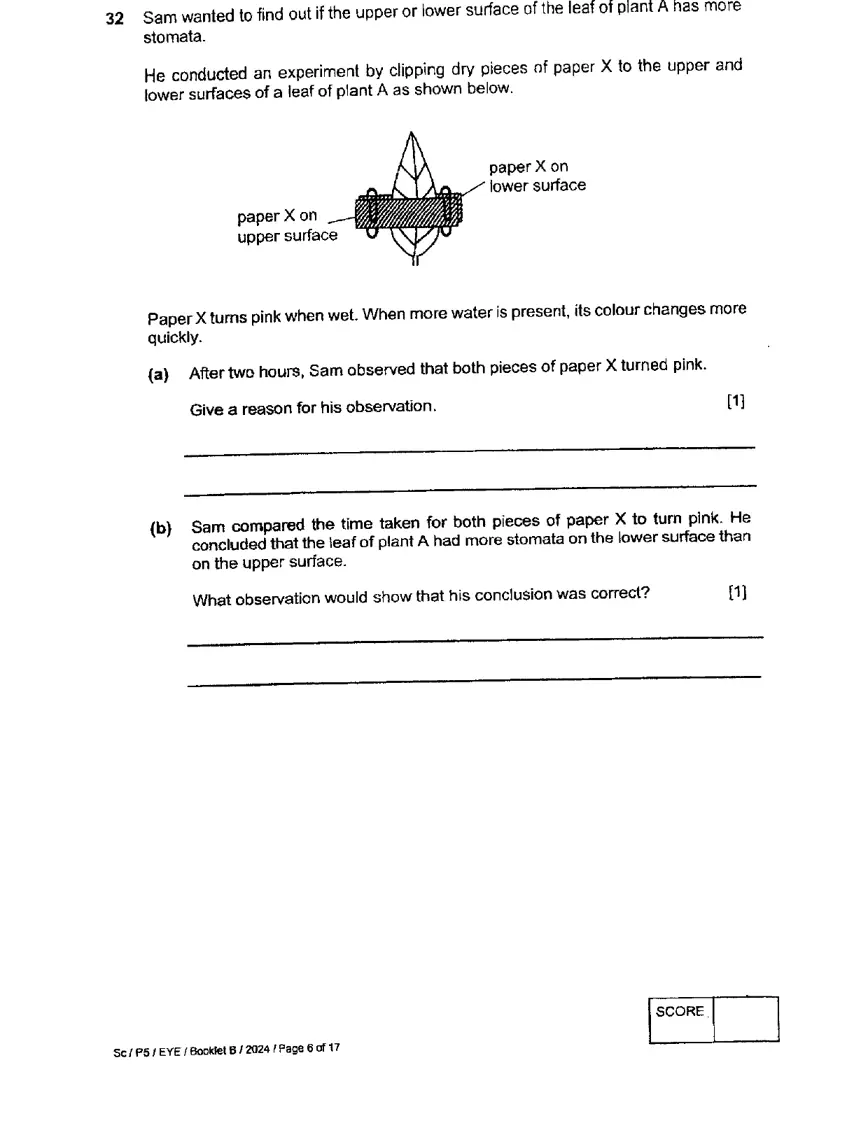 32 Sam wanted to find out if the upper or lower surface of the leaf of plant A has more
stomata.
He conducted an experiment by clipping dry pieces of paper X to the upper and
lower surfaces of a leaf of plant A as shown below.
paper X on
lower surface
paper X on
upper surface
Paper X turns pink when wet. When more water is present, its colour changes more
quickly.
(a) After two hours, Sam observed that both pieces of paper X turned pink.
Give a reason for his observation. [1]
(b) Sam compared the time taken for both pieces of paper X to turn pink. He
concluded that the leaf of plant A had more stomata on the lower surface than
on the upper surface.
What observation would show that his conclusion was correct? [1]
SCORE
Sc / P5 / EYE / Booklet B / 2024 / Page 6 of 17